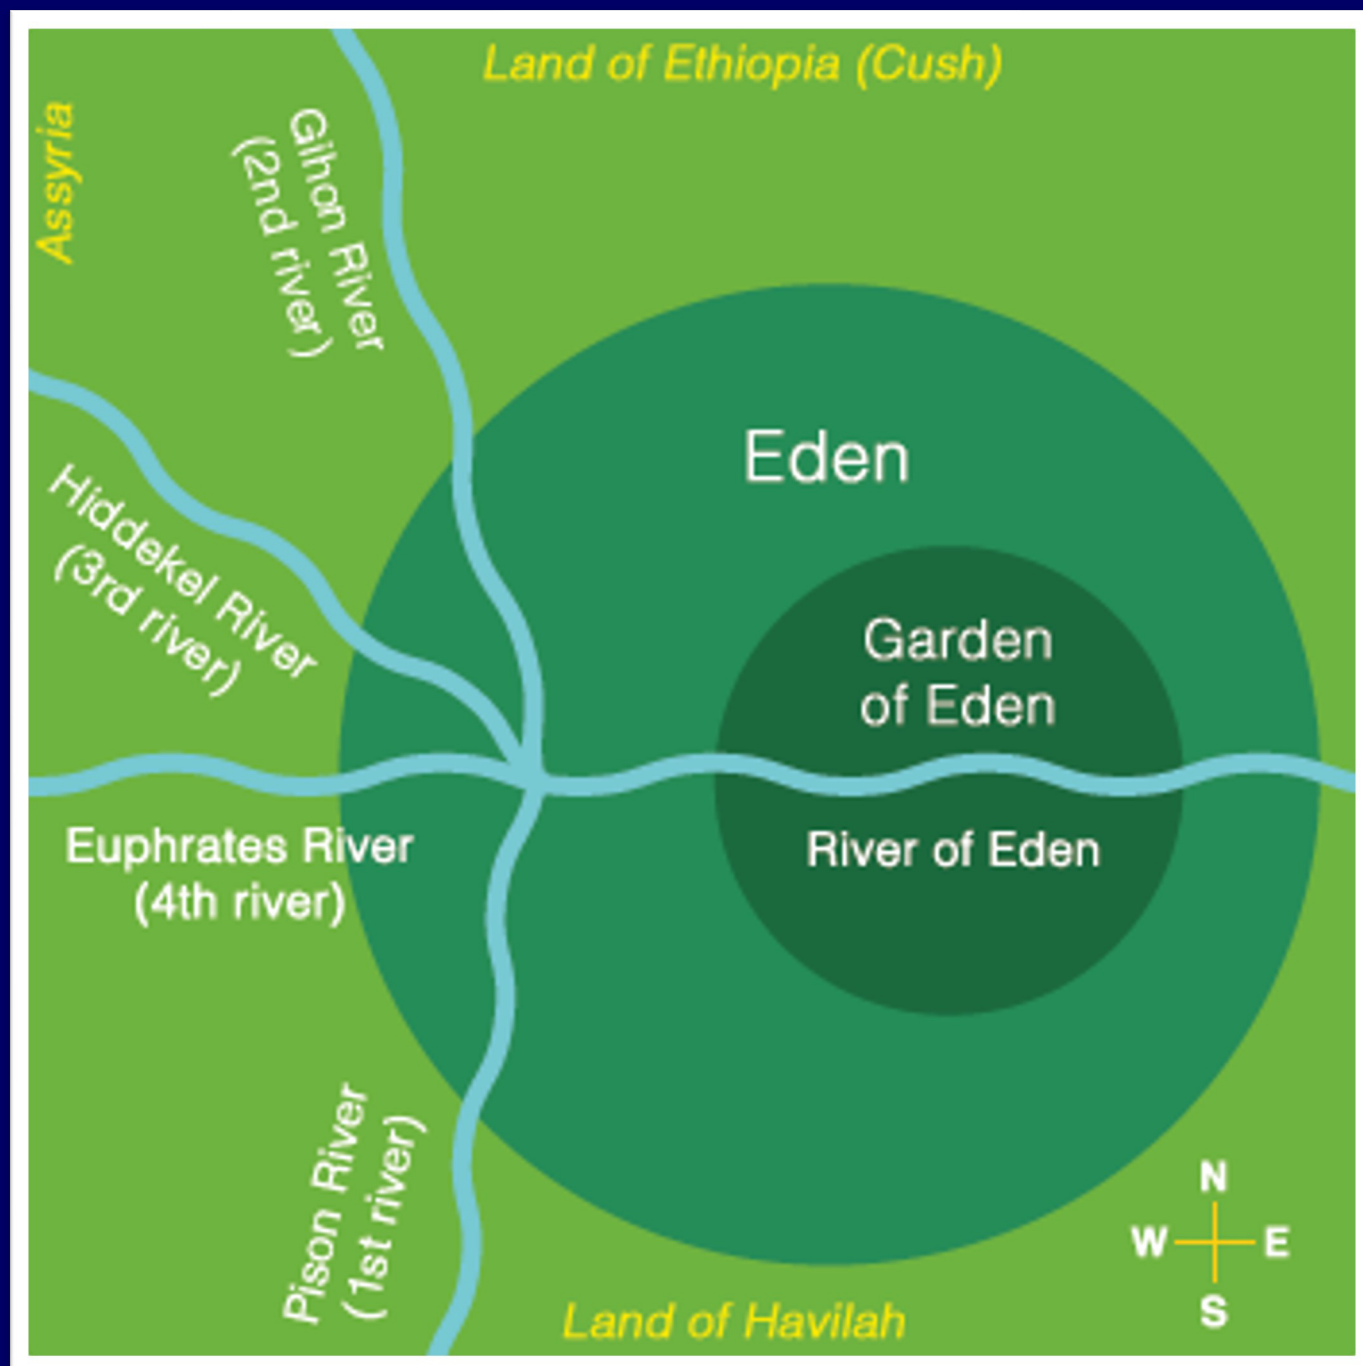 Land of Ethiopia (Cush)
Assyria
Gihon River
(2nd river)
Eden
Hiddekel River
(3rd river)
Garden
of Eden
River of Eden
Euphrates River
(4th river)
Pison River
(1st river)
Land of Havilah
N
W E
S